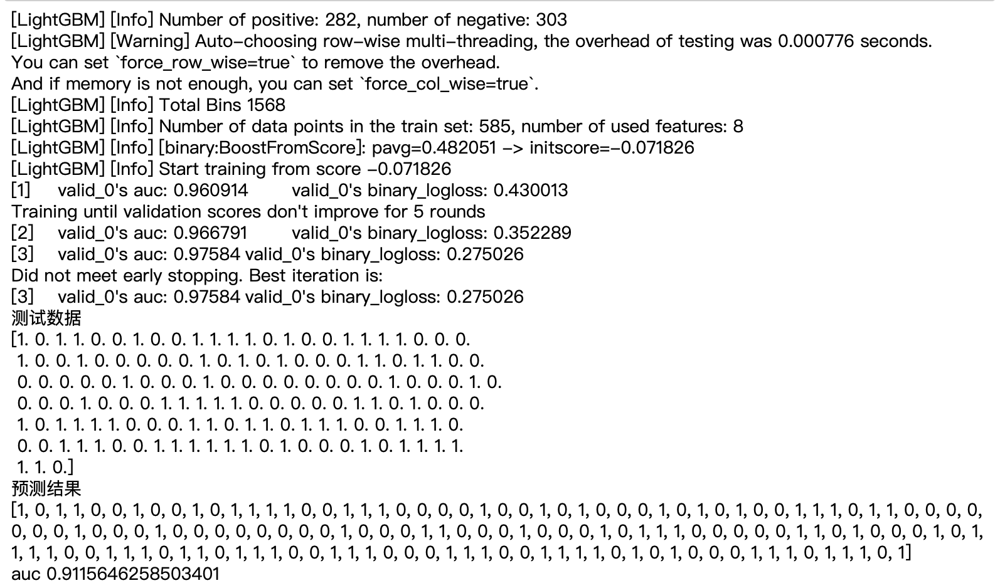 [LightGBM] [Info] Number of positive: 282, number of negative: 303
[LightGBM] [Warning] Auto-choosing row-wise multi-threading, the overhead of testing was 0.000776 seconds.
You can set `force_row_wise=true` to remove the overhead.
And if memory is not enough, you can set `force_col_wise=true`.
[LightGBM] [Info] Total Bins 1568
[LightGBM] [Info] Number of data points in the train set: 585, number of used features: 8
[LightGBM] [Info] [binary:BoostFromScore]: pavg=0.482051 -> initscore=-0.071826
[LightGBM] [Info] Start training from score -0.071826
[1] valid_0's auc: 0.960914 valid_0's binary_logloss: 0.430013
Training until validation scores don't improve for 5 rounds
[2] valid_0's auc: 0.966791 valid_0's binary_logloss: 0.352289
[3] valid_0's auc: 0.97584 valid_0's binary_logloss: 0.275026
Did not meet early stopping. Best iteration is:
[3] valid_0's auc: 0.97584 valid_0's binary_logloss: 0.275026
测试数据
[1. 0. 1. 1. 0. 0. 1. 0. 0. 1. 1. 1. 1. 0. 1. 0. 0. 1. 1. 1. 1. 0. 0. 0.
1. 0. 0. 1. 0. 0. 0. 0. 0. 1. 0. 1. 0. 1. 0. 0. 0. 1. 1. 0. 1. 1. 0. 0.
0. 0. 0. 0. 0. 1. 0. 0. 0. 1. 0. 0. 0. 0. 0. 0. 0. 0. 1. 0. 0. 0. 1. 0.
0. 0. 0. 1. 0. 0. 0. 1. 1. 1. 1. 1. 0. 0. 0. 0. 0. 1. 1. 0. 1. 0. 0. 0.
1. 0. 1. 1. 1. 1. 0. 0. 0. 1. 1. 0. 1. 1. 0. 1. 1. 1. 0. 0. 1. 1. 1. 0.
0. 0. 1. 1. 1. 0. 0. 1. 1. 1. 1. 1. 1. 0. 1. 0. 0. 0. 1. 0. 1. 1. 1. 1.
1. 1. 0.]
预测结果
[1, 0, 1, 1, 0, 0, 1, 0, 0, 1, 0, 1, 1, 1, 1, 0, 0, 1, 1, 1, 0, 0, 0, 0, 1, 0, 0, 1, 0, 1, 0, 0, 0, 1, 0, 1, 0, 1, 0, 0, 1, 1, 1, 0, 1, 1, 0, 0, 0, 0,
0, 0, 0, 1, 0, 0, 0, 1, 0, 0, 0, 0, 0, 0, 0, 0, 1, 0, 0, 0, 1, 1, 0, 0, 0, 1, 0, 0, 0, 1, 0, 1, 1, 1, 0, 0, 0, 0, 0, 1, 1, 0, 1, 0, 0, 0, 1, 0, 1,
1, 1, 1, 0, 0, 1, 1, 1, 0, 1, 1, 0, 1, 1, 1, 0, 0, 1, 1, 1, 0, 0, 0, 1, 1, 1, 0, 0, 1, 1, 1, 1, 0, 1, 0, 1, 0, 0, 0, 1, 1, 1, 0, 1, 1, 1, 0, 1]
auc 0.9115646258503401